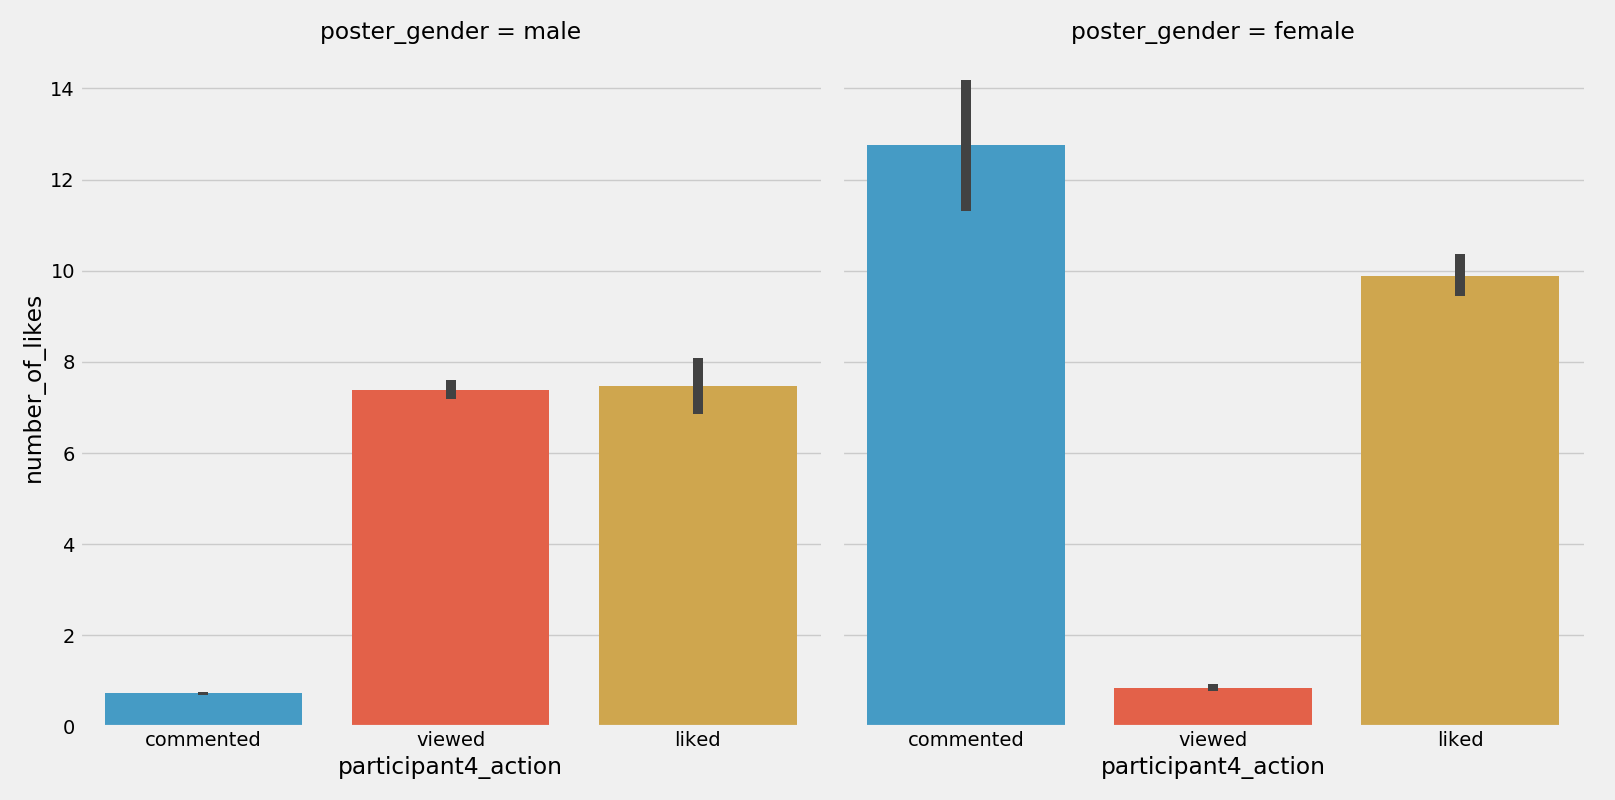 poster_gender = male
poster_gender = female
number_of_likes
14
12
10
8
6
4
2
0
commented viewed liked
participant4_action
commented viewed liked
participant4_action